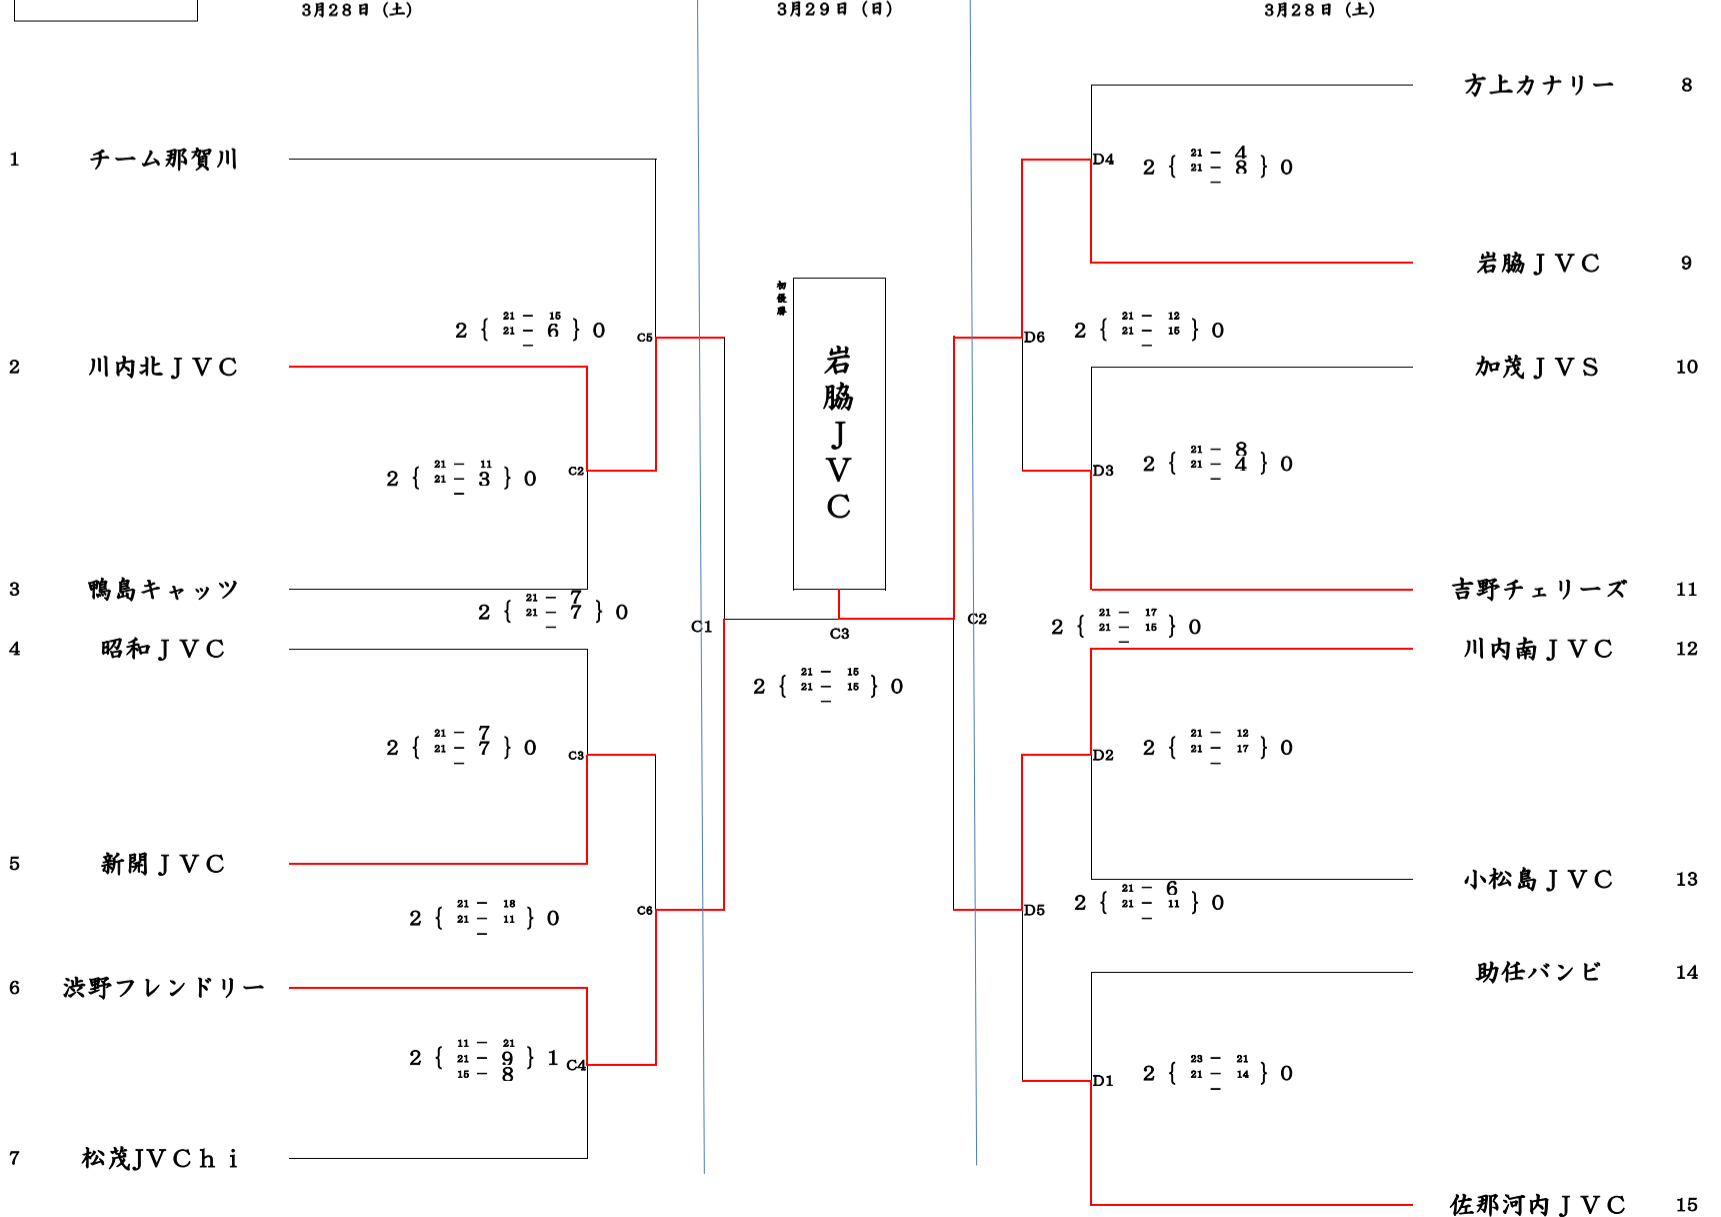 3月28日（土）
3月29日（日）
3月28日（土）
1 チーム那賀川
2 川内北ＪＶＣ
3 鴨島キャッツ
4 昭和ＪＶＣ
5 新開ＪＶＣ
6 渋野フレンドリー
7 松茂JVＣｈｉ
C5
2 { 21 － 15
21 － 6
－ } 0
C2
2 { 21 － 11
21 － 3
－ } 0
2 { 21 － 7
21 － 7
－ } 0
C1
C3
2 { 21 － 7
21 － 7
－ } 0
C6
2 { 21 － 18
21 － 11
－ } 0
C4
2 { 11 － 21
21 － 9
15 － 8 } 1
初優勝
岩脇ＪＶＣ
C3
2 { 21 － 15
21 － 15
－ } 0
方上カナリー 8
岩脇ＪＶＣ 9
加茂ＪＶＳ 10
吉野チェリーズ 11
川内南ＪＶＣ 12
小松島ＪＶＣ 13
助任バンビ 14
佐那河内ＪＶＣ 15
D4
2 { 21 － 4
21 － 8
－ } 0
D6
2 { 21 － 12
21 － 15
－ } 0
D3
2 { 21 － 8
21 － 4
－ } 0
C2
2 { 21 － 17
21 － 15
－ } 0
D2
2 { 21 － 12
21 － 17
－ } 0
D5
2 { 21 － 6
21 － 11
－ } 0
D1
2 { 23 － 21
21 － 14
－ } 0